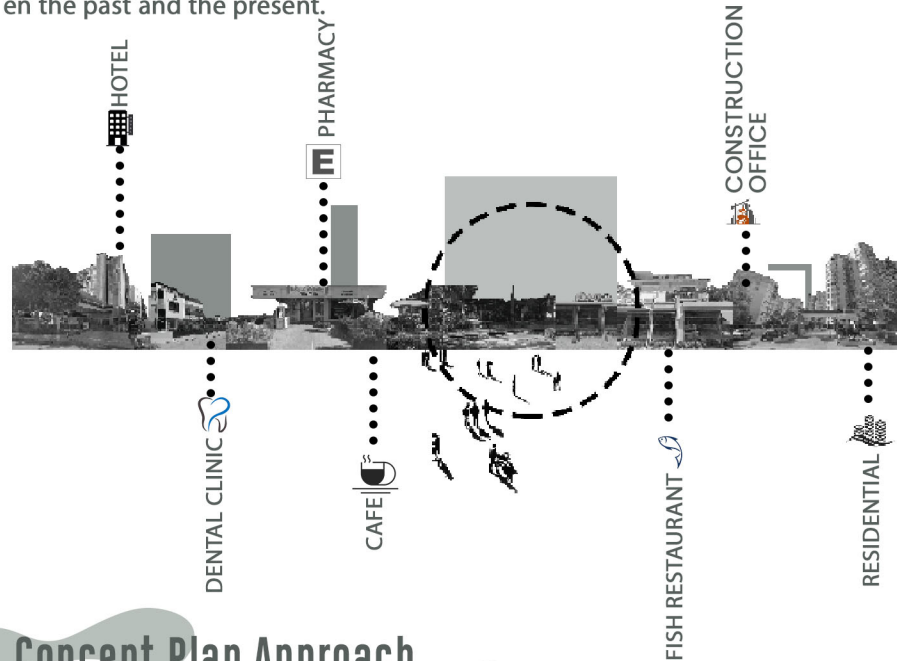 en the past and the present.
HOTEL
PHARMACY
E
CONSTRUCTION
OFFICE
DENTAL CLINIC
CAFE
FISH RESTAURANT
RESIDENTIAL
Concept Plan Approach